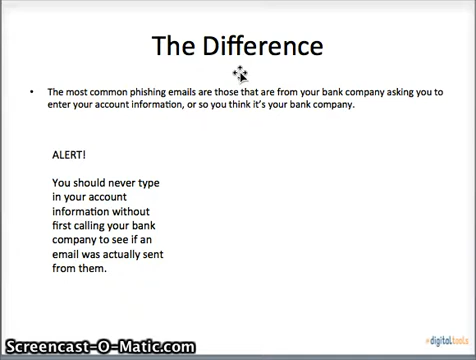 The Difference
• The most common phishing emails are those that are from your bank company asking you to
enter your account information, or so you think it's your bank company.
ALERT!
You should never type
in your account
information without
first calling your bank
company to see if an
email was actually sent
from them.
Screencast-O-Matic.com
digitaltools